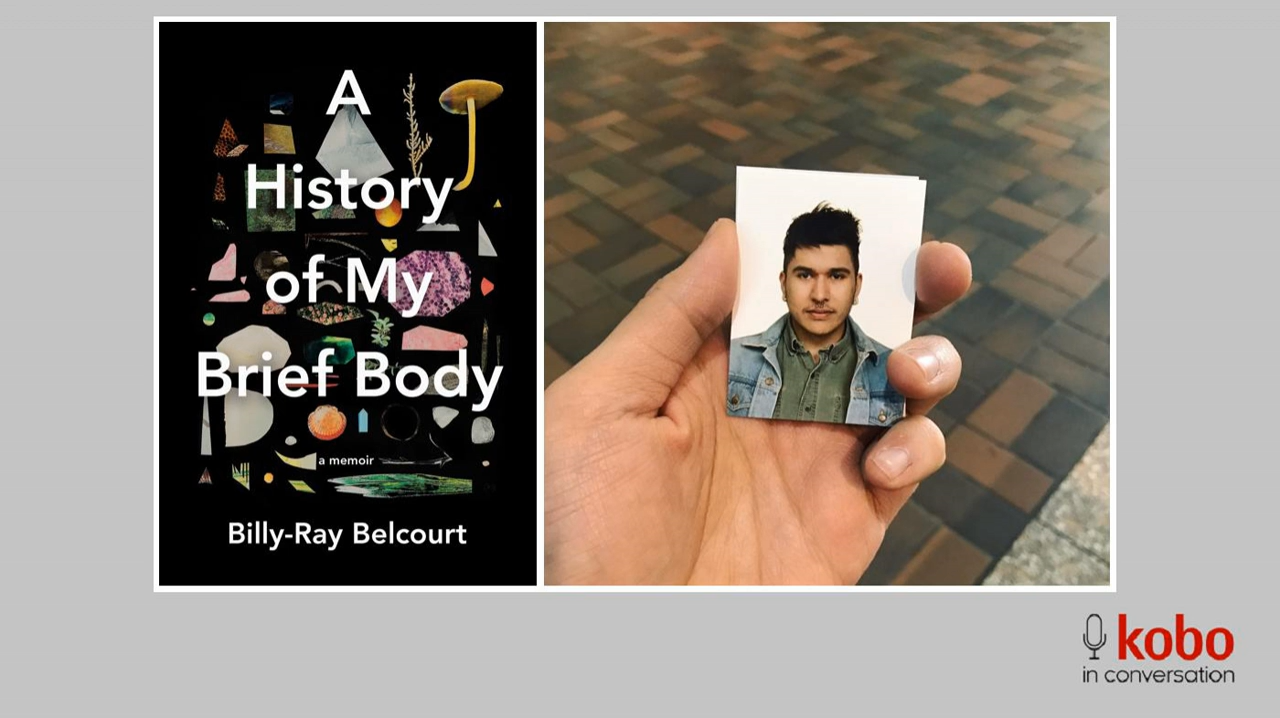 A
History
of My
Brief Body
a memoir
Billy-Ray Belcourt
kobo
in conversation